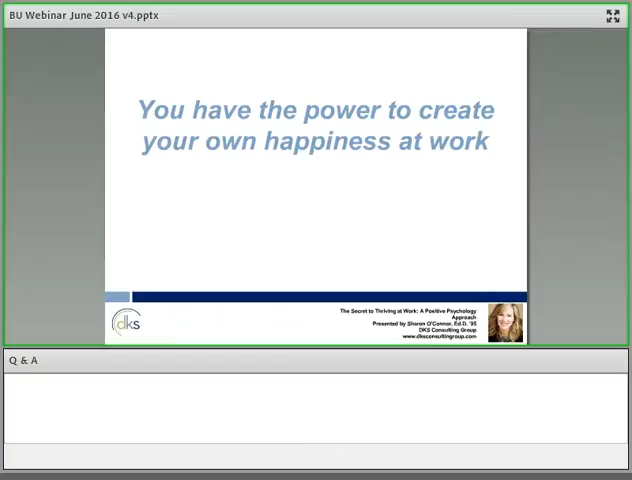 BU Webinar June 2016 v4.pptx
You have the power to create
your own happiness at work
dks
The Secret to Thriving at Work: A Positive Psychology
Approach
Presented by Sharon O'Connor, Ed.D. '95
DKS Consulting Group
www.dksconsultinggroup.com
Q & A